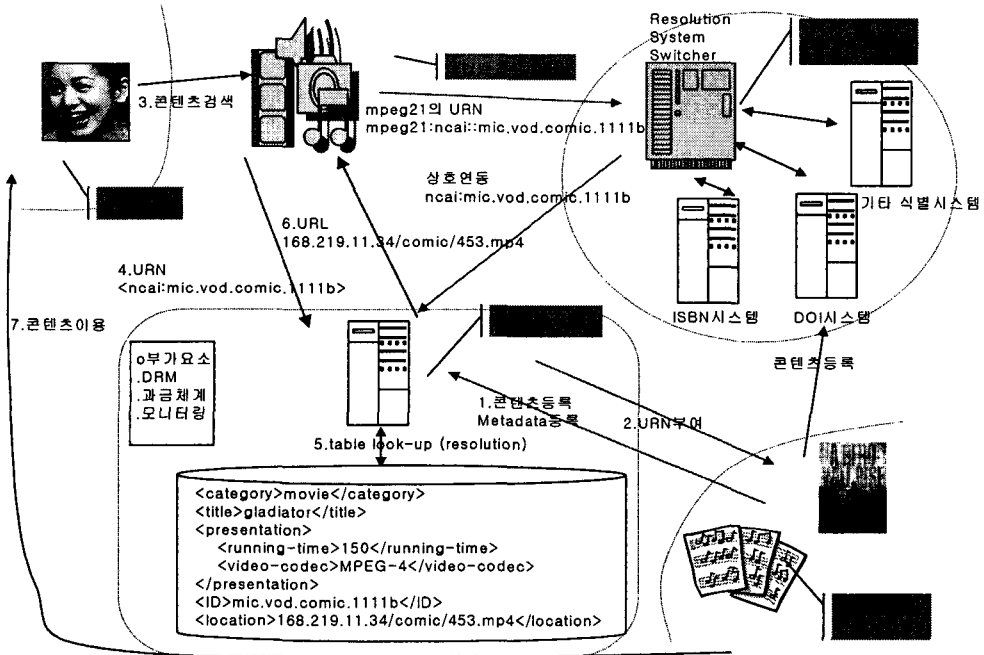 Resolution
System
Switcher
3.콘텐츠검색
mpeg21의 URN
mpeg21:ncai::mic.vod.comic.1111b
상호연동
ncai:mic.vod.comic.1111b
기타 식별시스템
6.URL
168.219.11.34/comic/453.mp4
4.URN
<ncai:mic.vod.comic.1111b>
ISBN시스템
DOI시스템
7.콘텐츠이용
콘텐츠등록
o부가요소
.DRM
.과금체계
.모니터링
1.콘텐츠등록
Metadata등록
2.URN부여
5.table look-up (resolution)
<category>movie</category>
<title>gladiator</title>
<presentation>
<running-time>150</running-time>
<video-codec>MPEG-4</video-codec>
</presentation>
<ID>mic.vod.comic.1111b</ID>
<location>168.219.11.34/comic/453.mp4</location>